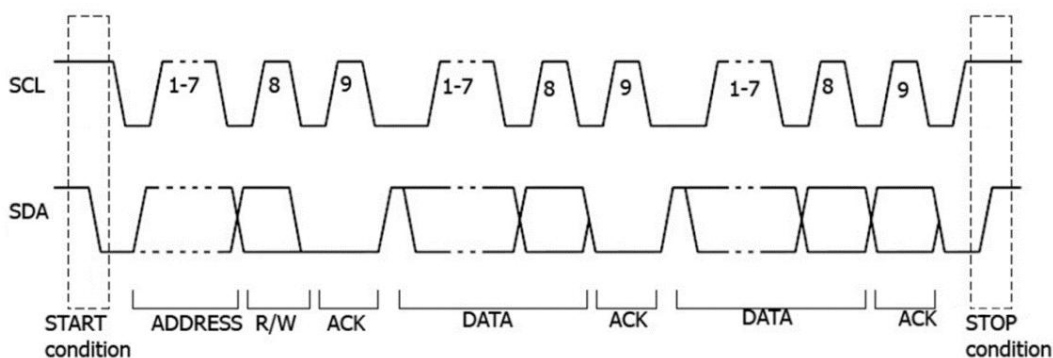 SCL
1-7 8 9 1-7 8 9 1-7 8 9
SDA
START condition
ADDRESS R/W ACK DATA ACK DATA ACK
STOP condition